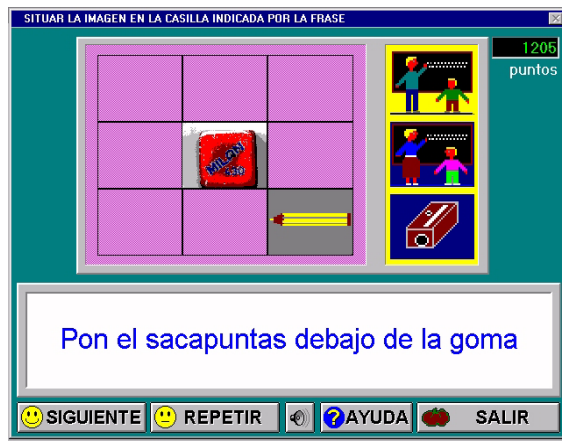 SITUAR LA IMAGEN EN LA CASILLA INDICADA POR LA FRASE
1205
puntos
MILAN
430
Pon el sacapuntas debajo de la goma
SIGUIENTE
REPETIR
?
AYUDA
SALIR